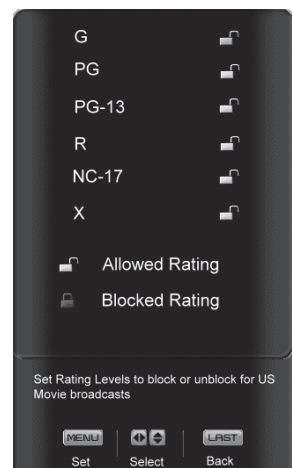 G
PG
PG-13
R
NC-17
X
Allowed Rating
Blocked Rating
Set Rating Levels to block or unblock for US
Movie broadcasts
MENU LAST
Set Select Back